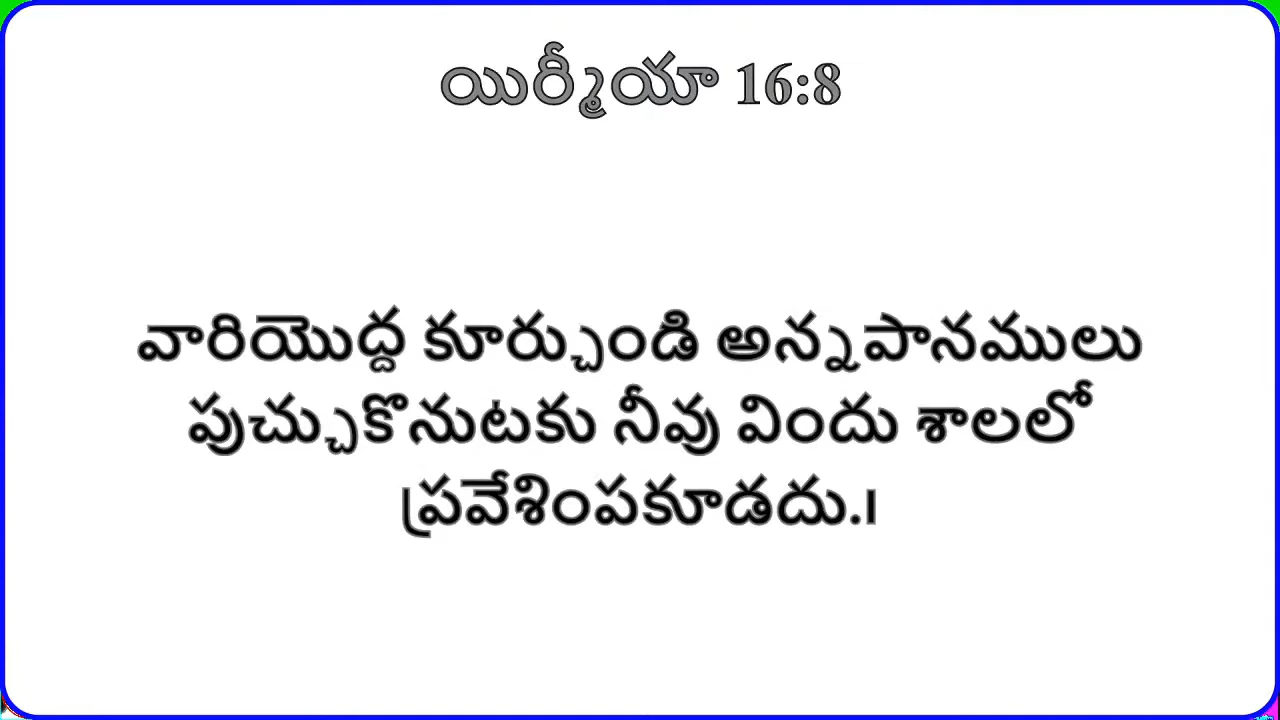 యిర్మీయా 16:8
వారియొద్ద కూర్చుండి అన్నపానములు
పుచ్చుకొనుటకు నీవు విందు శాలలో
ప్రవేశింపకూడదు.।